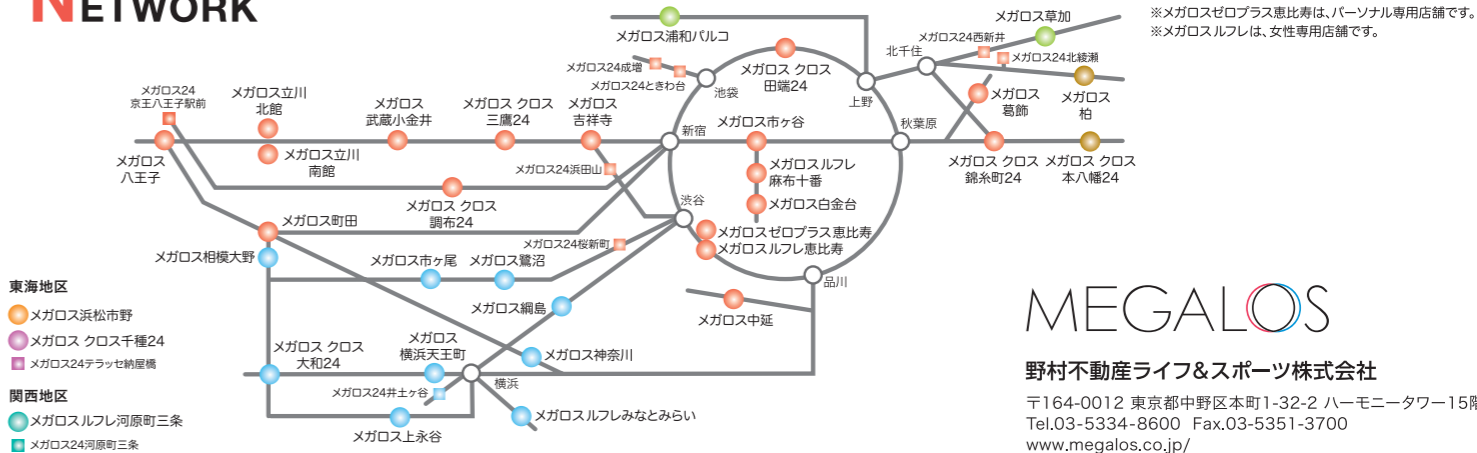 NETWORK
※メガロスゼロプラス恵比寿は、パーソナル専用店舗です。
※メガロスルフレは、女性専用店舗です。
メガロス浦和パルコ
メガロス24西新井
メガロス草加
北千住
メガロス24北綾瀬
メガロス24成増
メガロス24ときわ台
池袋
メガロス クロス
田端24
上野
メガロス
葛飾
メガロス
柏
メガロス24
京王八王子駅前
メガロス立川
北館
メガロス
武蔵小金井
メガロス クロス
三鷹24
メガロス
吉祥寺
新宿
メガロス市ヶ谷
秋葉原
メガロス
八王子
メガロス立川
南館
メガロス24浜田山
メガロスルフレ
麻布十番
メガロス クロス
錦糸町24
メガロス クロス
本八幡24
メガロス クロス
調布24
渋谷
メガロス白金台
メガロス町田
メガロスゼロプラス恵比寿
メガロスルフレ恵比寿
メガロス24桜新町
メガロス相模大野
メガロス市ヶ尾
メガロス鷺沼
品川
メガロス綱島
メガロス中延
メガロス クロス
大和24
メガロス
横浜天王町
メガロス神奈川
横浜
メガロス24井土ヶ谷
メガロスルフレみなとみらい
メガロス上永谷
東海地区
メガロス浜松市野
メガロス クロス千種24
メガロス24テラッセ納屋橋
関西地区
メガロスルフレ河原町三条
メガロス24河原町三条
MEGALOS
野村不動産ライフ&スポーツ株式会社
〒164-0012 東京都中野区本町1-32-2 ハーモニータワー15階
Tel.03-5334-8600 Fax.03-5351-3700
www.megalos.co.jp/